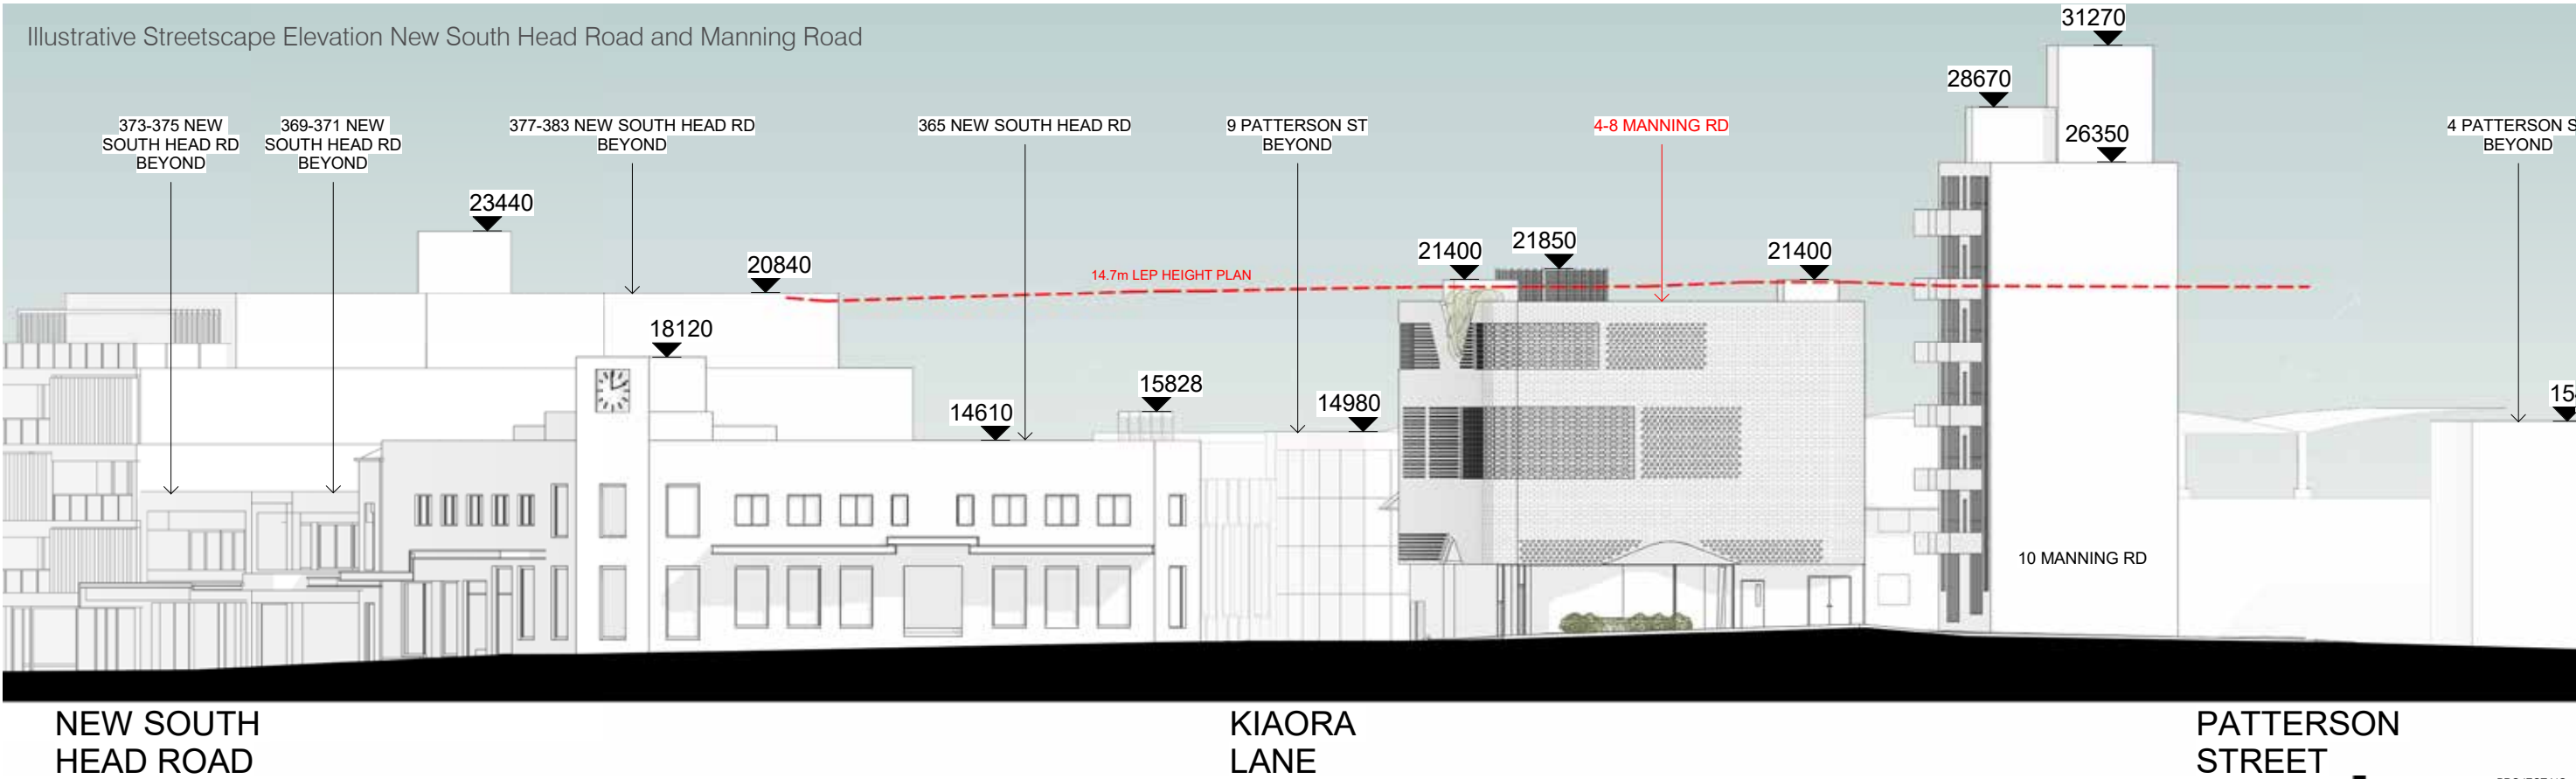 Illustrative Streetscape Elevation New South Head Road and Manning Road
31270
28670
26350
373-375 NEW
SOUTH HEAD RD
BEYOND
369-371 NEW
SOUTH HEAD RD
BEYOND
377-383 NEW SOUTH HEAD RD
BEYOND
365 NEW SOUTH HEAD RD
9 PATTERSON ST
BEYOND
4-8 MANNING RD
4 PATTERSON S
BEYOND
23440
20840
14.7m LEP HEIGHT PLAN
21400
21850
21400
18120
15828
14610
14980
10 MANNING RD
NEW SOUTH
HEAD ROAD
KIAORA
LANE
PATTERSON
STREET